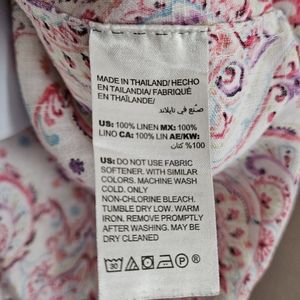 MADE IN THAILAND/ HECHO
EN TAILANDIA/ FABRIQUÉ
EN THAÏLANDE/
صنع في تايلاند
US: 100% LINEN MX: 100%
LINO CA: 100% LIN AE/KW:
100% كتان
US: DO NOT USE FABRIC
SOFTENER. WITH SIMILAR
COLORS. MACHINE WASH
COLD. ONLY
NON-CHLORINE BLEACH.
TUMBLE DRY LOW. WARM
IRON. REMOVE PROMPTLY
AFTER WASHING. MAY BE
DRY CLEANED
30 P ®